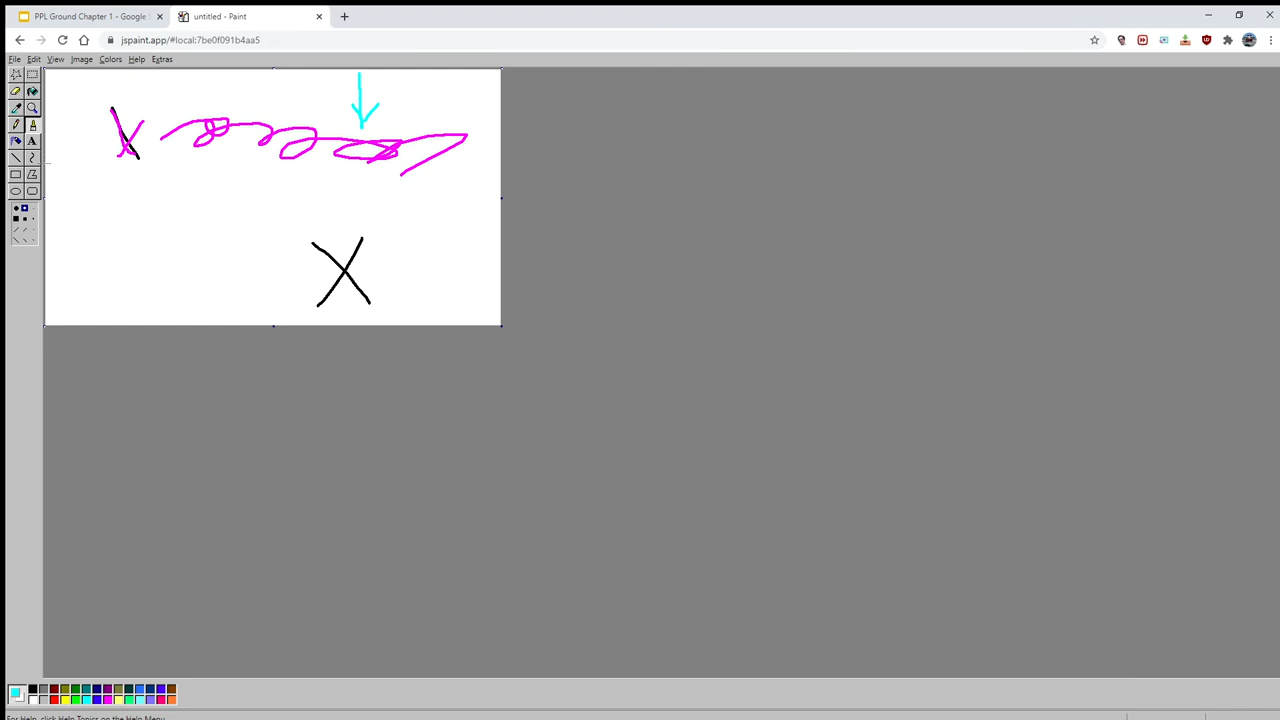 PPL Ground Chapter 1 - Google
untitled - Paint
jspaint.app/#local:7be0f091b4aa5
File Edit View Image Colors Help Extras
X
X
For Help, click Help Topics on the Help Menu.